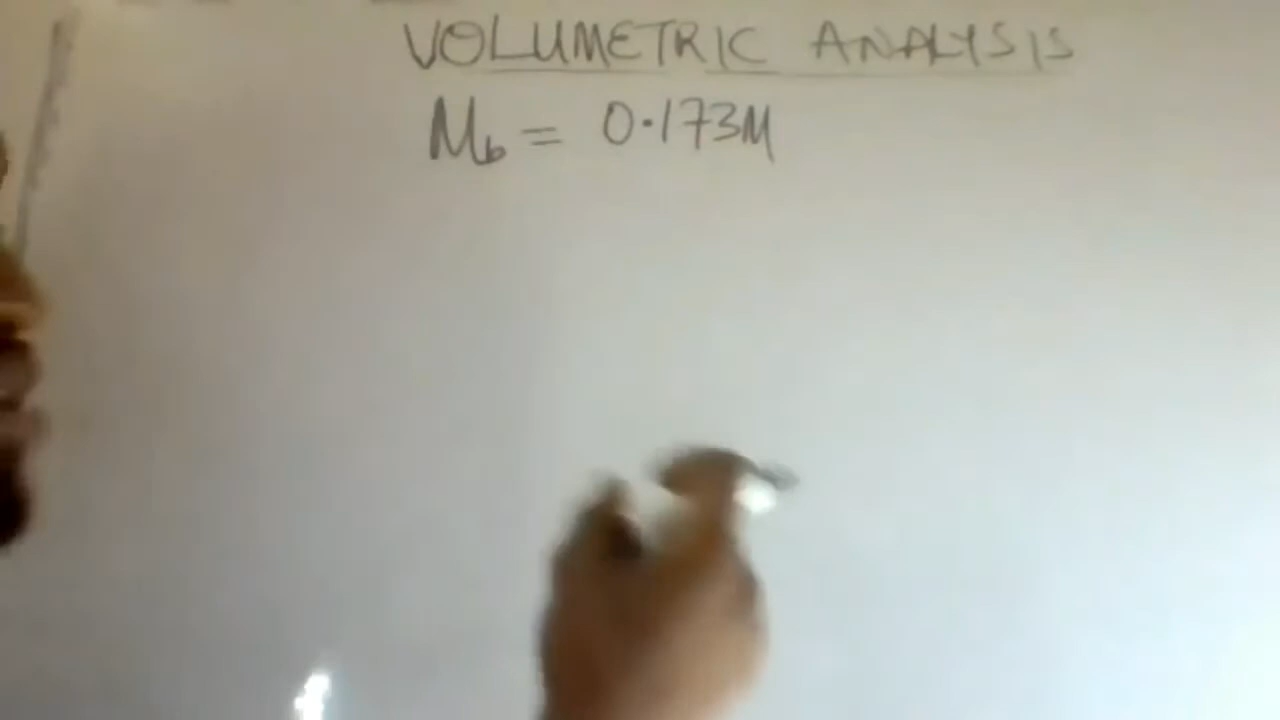 VOLUMETRIC ANALYSIS
Mb = 0.173M